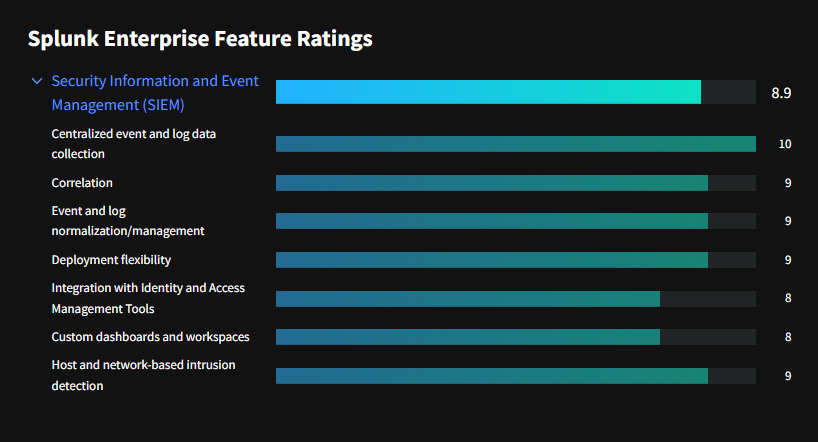 Splunk Enterprise Feature Ratings
Security Information and Event
Management (SIEM)
8.9
Centralized event and log data
collection
10
Correlation
9
Event and log
normalization/management
9
Deployment flexibility
9
Integration with Identity and Access
Management Tools
8
Custom dashboards and workspaces
8
Host and network-based intrusion
detection
9